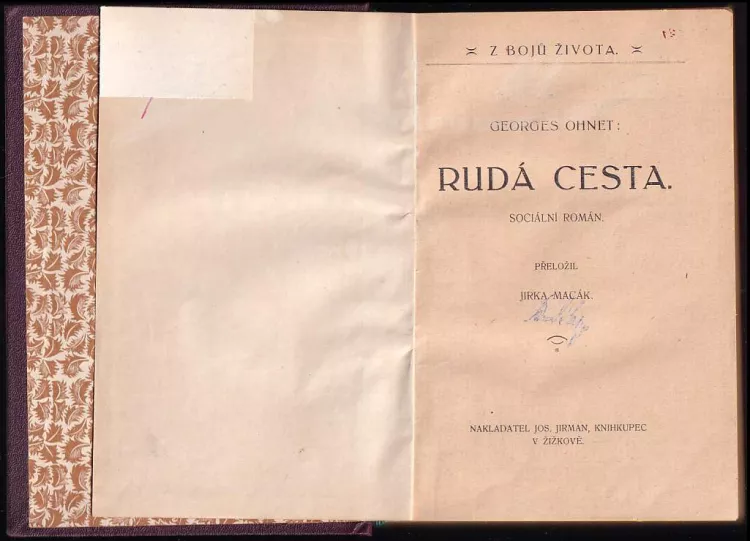 Z BOJŮ ŽIVOTA.
GEORGES OHNET:
RUDÁ CESTA.
SOCIÁLNÍ ROMÁN.
PŘELOŽIL
JIRKA MACÁK.
NAKLADATEL JOS. JIRMAN, KNIHKUPEC
V ŽIŽKOVĚ.